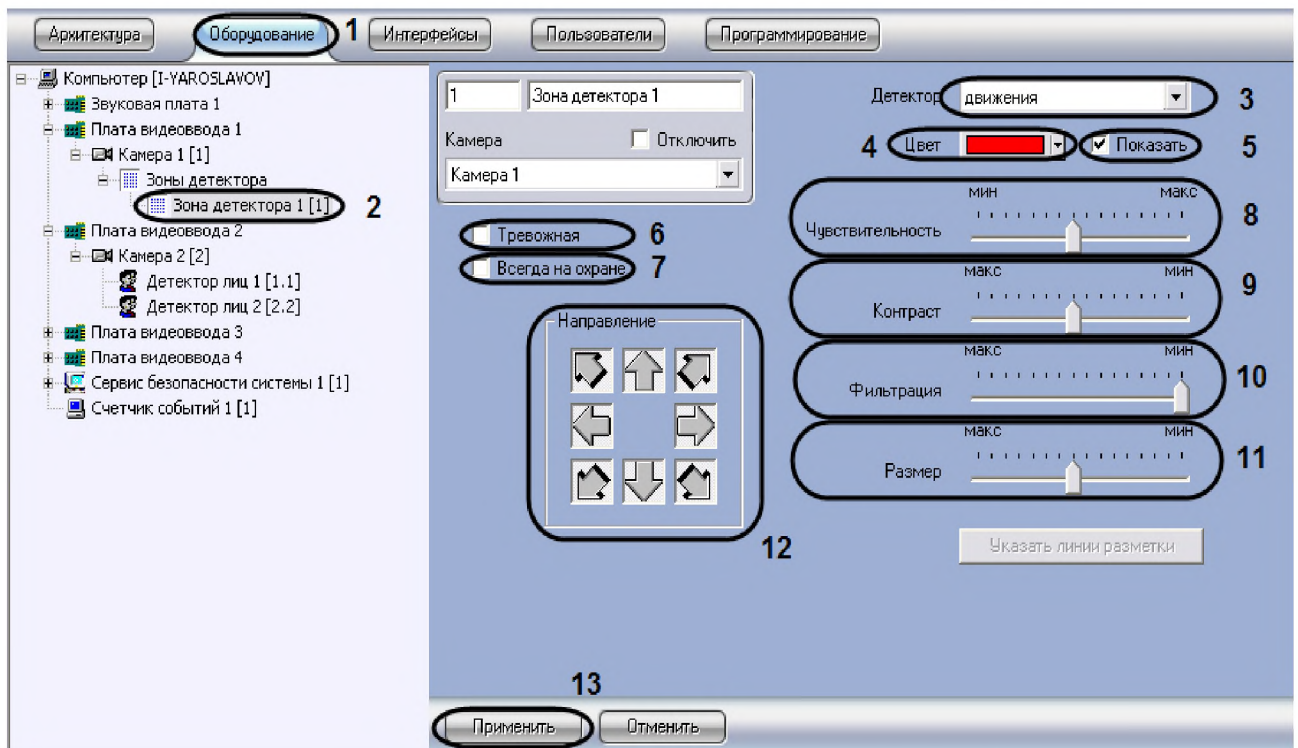 Архитектура Оборудование 1 Интерфейсы Пользователи Программирование
Компьютер [I-YAROSLAVOV]
Звуковая плата 1
Плата видеоввода 1
Камера 1 [1]
Зоны детектора
Зона детектора 1 [1] 2
Плата видеоввода 2
Камера 2 [2]
Детектор лиц 1 [1.1]
Детектор лиц 2 [2.2]
Плата видеоввода 3
Плата видеоввода 4
Сервис безопасности системы 1 [1]
Счетчик событий 1 [1]
1 Зона детектора 1
Камера Отключить
Камера 1
Тревожная 6
Всегда на охране 7
Направление
12
Детектор движения 3
4 Цвет Показать 5
мин макс
Чувствительность 8
макс мин
Контраст 9
макс мин
Фильтрация 10
макс мин
Размер 11
Указать линии разметки
13
Применить Отменить